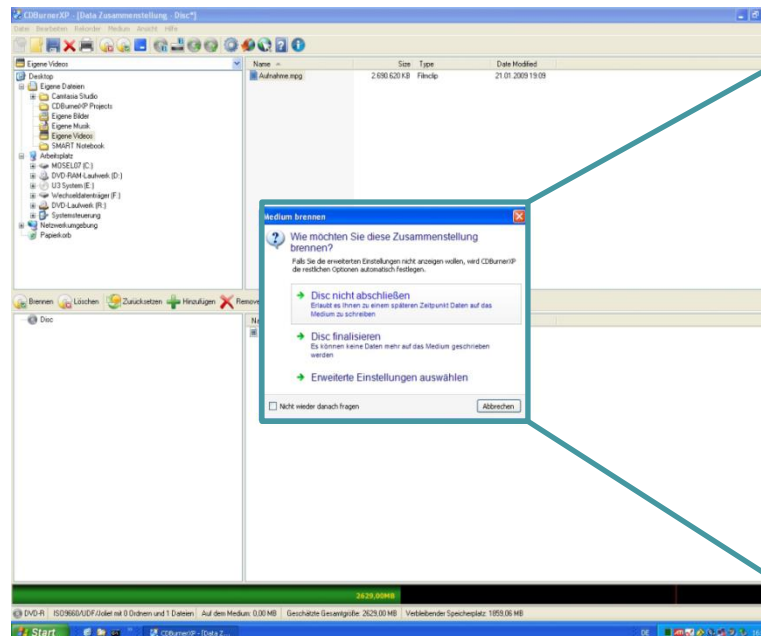 CDBurnerXP - [Data Zusammenstellung - Disc*]
Datei Bearbeiten Rekorder Medium Ansicht Hilfe
Eigene Videos
Name Size Type Date Modified
Desktop
Aufnahme.mpg 2.690.620 KB Filmclip 21.01.2009 19:09
Eigene Dateien
Camtasia Studio
CDBurnerXP Projects
Eigene Bilder
Eigene Musik
Eigene Videos
SMART Notebook
Arbeitsplatz
MOSEL07 (C:)
DVD-RAM-Laufwerk (D:)
U3 System (E:)
Wechseldatenträger (F:)
DVD-Laufwerk (R:)
Systemsteuerung
Netzwerkumgebung
Papierkorb
Medium brennen
Wie möchten Sie diese Zusammenstellung
brennen?
Falls Sie die erweiterten Einstellungen nicht anzeigen wollen, wird CDBurnerXP
die restlichen Optionen automatisch festlegen.
Disc nicht abschließen
Erlaubt es Ihnen zu einem späteren Zeitpunkt Daten auf das
Medium zu schreiben
Disc finalisieren
Es können keine Daten mehr auf das Medium geschrieben
werden
Erweiterte Einstellungen auswählen
Nicht wieder danach fragen
Abbrechen
Brennen Löschen Zurücksetzen Hinzufügen Remove
Disc
2629,00MB
DVD-R ISO9660/UDF/Joliet mit 0 Ordnern und 1 Dateien Auf dem Medium: 0,00 MB Geschätzte Gesamtgröße: 2629,00 MB Verbleibender Speicherplatz: 1859,06 MB
Start CDBurnerXP - [Data Z... DE